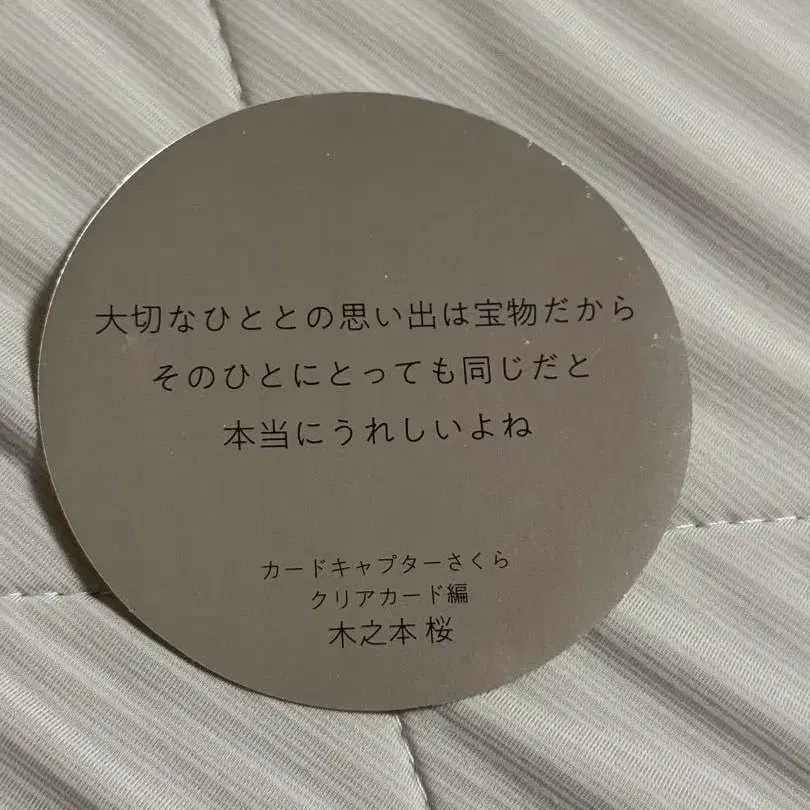 大切なひととの思い出は宝物だから
そのひとにとっても同じだと
本当にうれしいよね
カードキャプターさくら
クリアカード編
木之本 桜